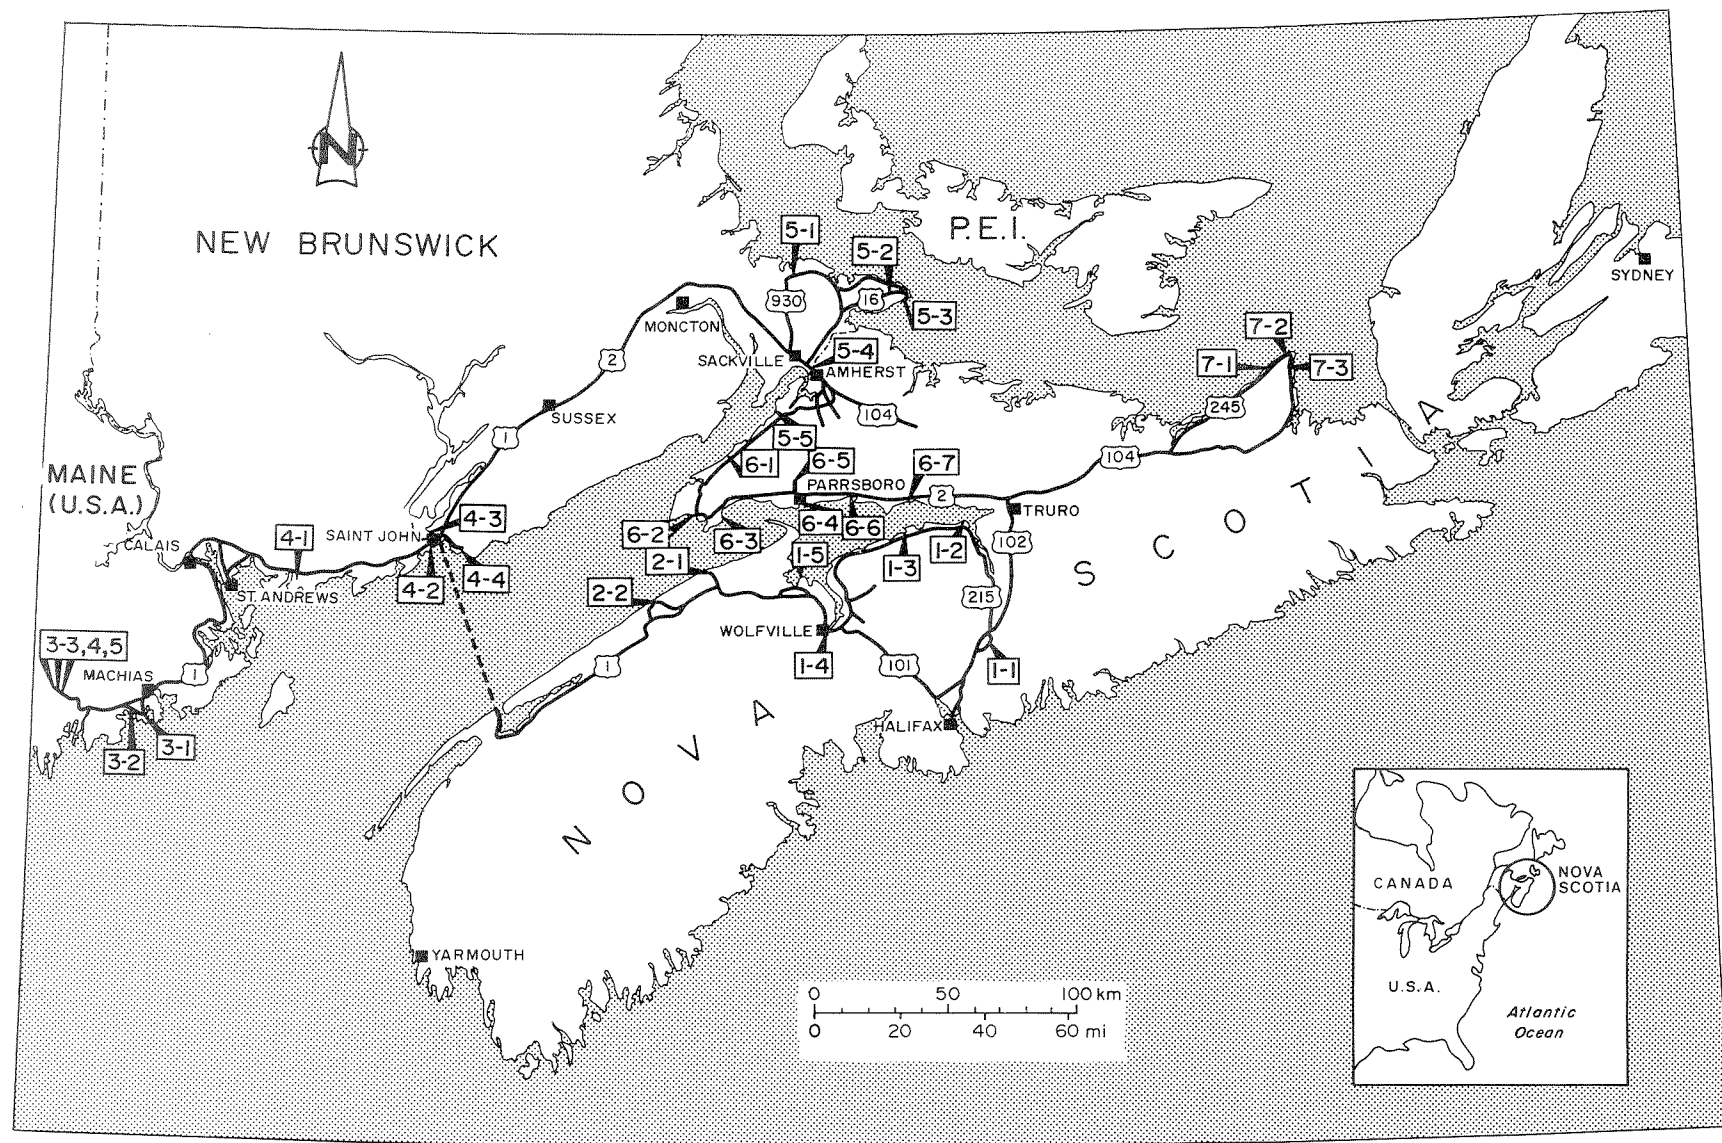 N
NEW BRUNSWICK
P.E.I.
5-1
5-2
930
16
5-3
SYDNEY
MONCTON
SACKVILLE
5-4
AMHERST
7-2
7-1
7-3
2
SUSSEX
104
245
1
5-5
6-1
6-5
6-7
104
MAINE
(U.S.A.)
PARRSBORO
2
TRURO
4-3
SAINT JOHN
4-1
CALAIS
6-2
6-3
6-4
6-6
1-2
102
2-1
1-5
1-3
4-2
4-4
ST. ANDREWS
2-2
215
3-3,4,5
WOLFVILLE
MACHIAS
1
1
1-4
101
1-1
HALIFAX
3-2
3-1
NOVA SCOTIA
YARMOUTH
0 50 100 km
0 20 40 60 mi
CANADA
NOVA
SCOTIA
U.S.A.
Atlantic
Ocean